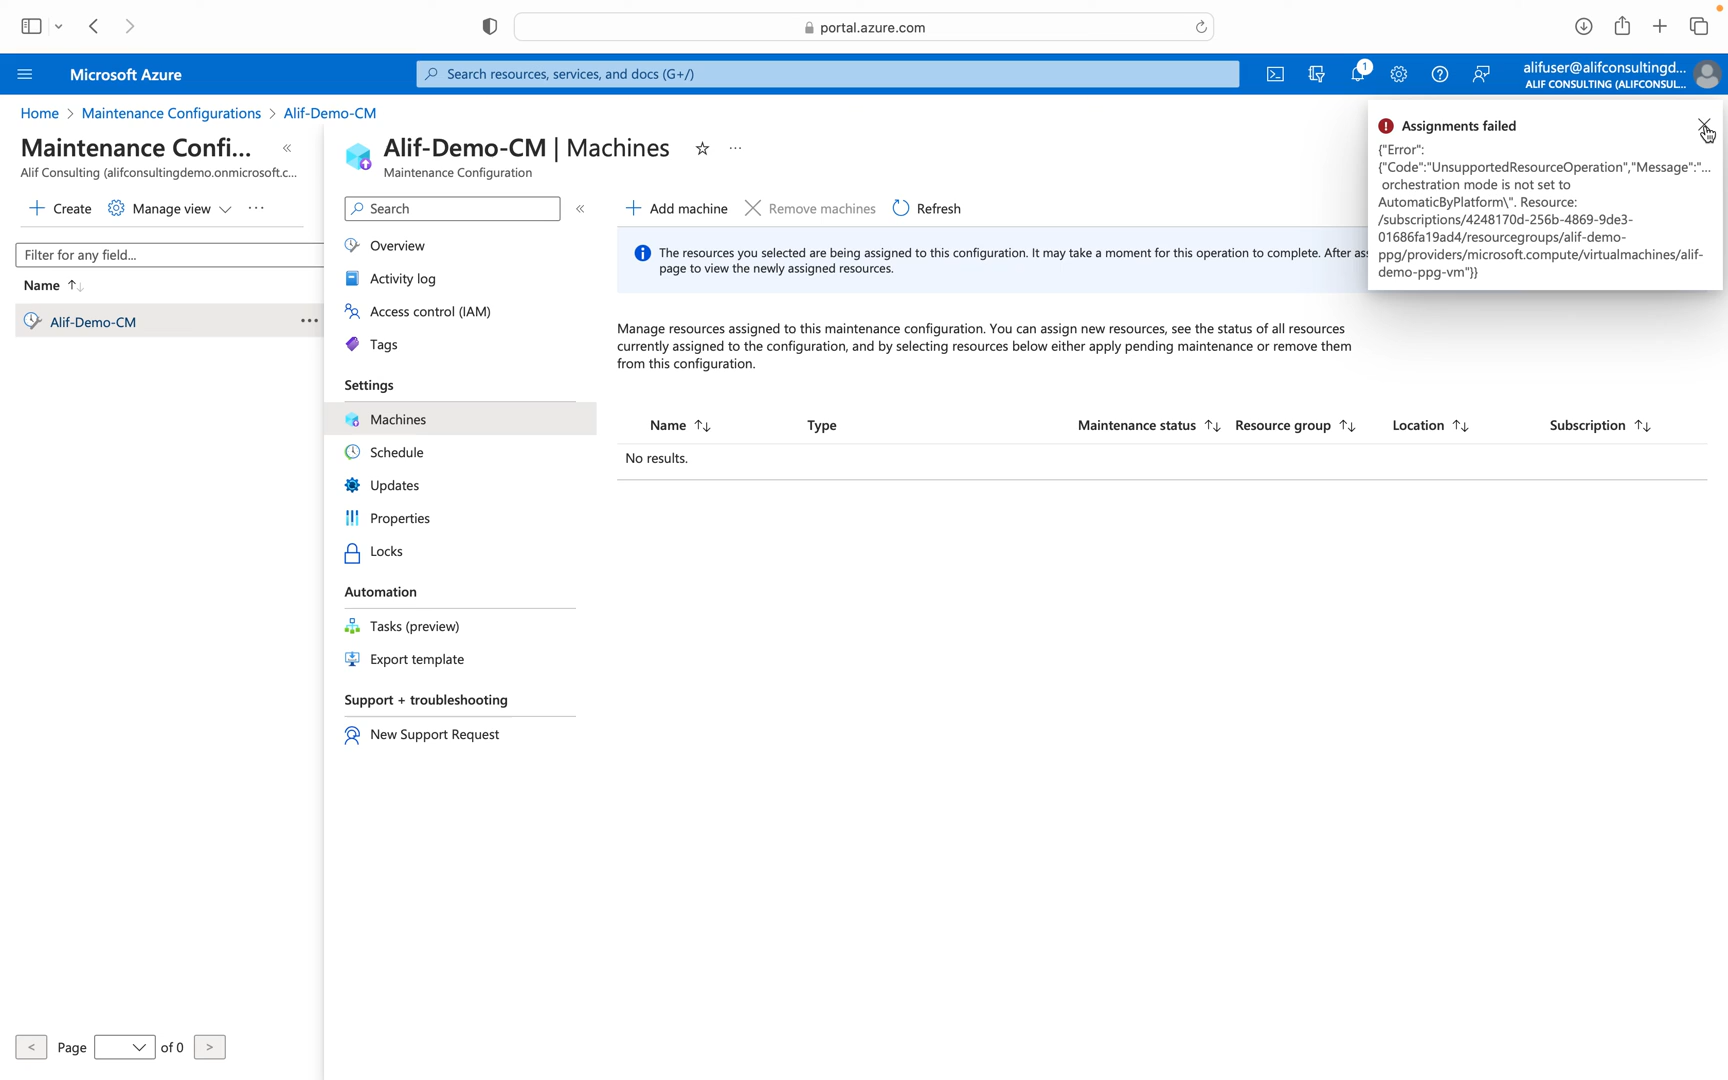 portal.azure.com
Microsoft Azure
Search resources, services, and docs (G+/)
1
alifuser@alifconsultingd...
ALIF CONSULTING (ALIFCONSUL...
Home > Maintenance Configurations > Alif-Demo-CM
Maintenance Confi...
«
Alif Consulting (alifconsultingdemo.onmicrosoft.c...
+ Create
Manage view
...
Filter for any field...
Name ↑↓
Alif-Demo-CM
...
< Page of 0 >
Alif-Demo-CM | Machines
...
Maintenance Configuration
Search
«
Overview
Activity log
Access control (IAM)
Tags
Settings
Machines
Schedule
Updates
Properties
Locks
Automation
Tasks (preview)
Export template
Support + troubleshooting
New Support Request
+ Add machine
Remove machines
Refresh
The resources you selected are being assigned to this configuration. It may take a moment for this operation to complete. After as
page to view the newly assigned resources.
Manage resources assigned to this maintenance configuration. You can assign new resources, see the status of all resources
currently assigned to the configuration, and by selecting resources below either apply pending maintenance or remove them
from this configuration.
Name ↑↓ Type Maintenance status ↑↓ Resource group ↑↓ Location ↑↓ Subscription ↑↓
No results.
Assignments failed
{"Error":
{"Code":"UnsupportedResourceOperation","Message":"...
orchestration mode is not set to
AutomaticByPlatform\". Resource:
/subscriptions/4248170d-256b-4869-9de3-
01686fa19ad4/resourcegroups/alif-demo-
ppg/providers/microsoft.compute/virtualmachines/alif-
demo-ppg-vm"}}